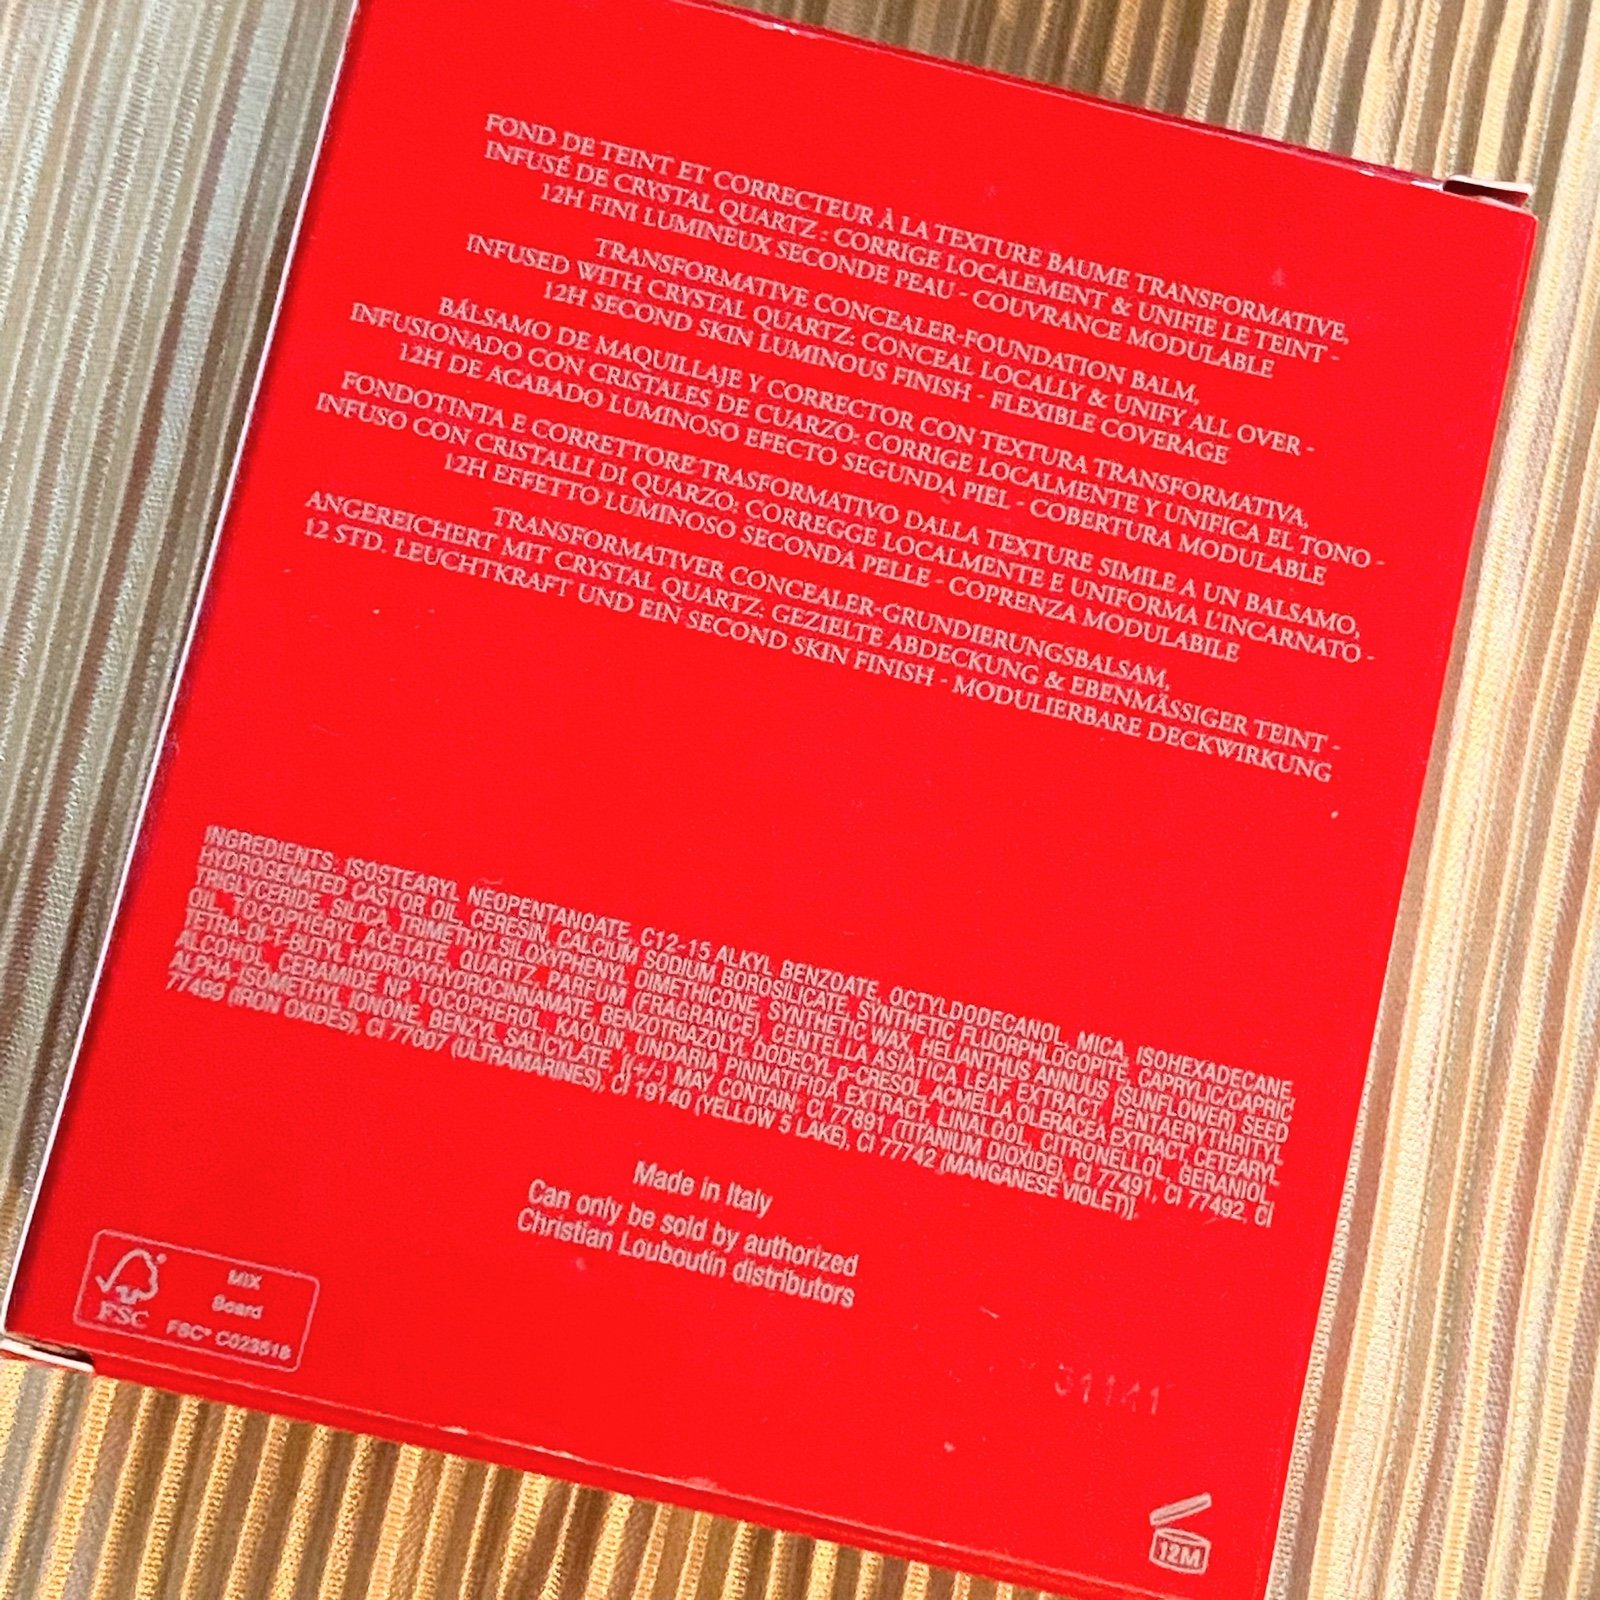 FOND DE TEINT ET CORRECTEUR À LA TEXTURE BAUME TRANSFORMATIVE,
INFUSÉ DE CRYSTAL QUARTZ : CORRIGE LOCALEMENT & UNIFIE LE TEINT -
12H FINI LUMINEUX SECONDE PEAU - COUVRANCE MODULABLE
TRANSFORMATIVE CONCEALER-FOUNDATION BALM,
INFUSED WITH CRYSTAL QUARTZ: CONCEAL LOCALLY & UNIFY ALL OVER -
12H SECOND SKIN LUMINOUS FINISH - FLEXIBLE COVERAGE
BÁLSAMO DE MAQUILLAJE Y CORRECTOR CON TEXTURA TRANSFORMATIVA,
INFUSIONADO CON CRISTALES DE CUARZO: CORRIGE LOCALMENTE Y UNIFICA EL TONO -
12H DE ACABADO LUMINOSO EFECTO SEGUNDA PIEL - COBERTURA MODULABLE
FONDOTINTA E CORRETTORE TRASFORMATIVO DALLA TEXTURE SIMILE A UN BALSAMO,
INFUSO CON CRISTALLI DI QUARZO: CORREGGE LOCALMENTE E UNIFORMA L'INCARNATO -
12H EFFETTO LUMINOSO SECONDA PELLE - COPRENZA MODULABILE
TRANSFORMATIVER CONCEALER-GRUNDIERUNGSBALSAM,
ANGEREICHERT MIT CRYSTAL QUARTZ: GEZIELTE ABDECKUNG & EBENMÄSSIGER TEINT -
12 STD. LEUCHTKRAFT UND EIN SECOND SKIN FINISH - MODULIERBARE DECKWIRKUNG
INGREDIENTS: ISOSTEARYL NEOPENTANOATE, C12-15 ALKYL BENZOATE, OCTYLDODECANOL, MICA, ISOHEXADECANE,
HYDROGENATED CASTOR OIL, CERESIN, CALCIUM SODIUM BOROSILICATE, SYNTHETIC FLUORPHLOGOPITE, CAPRYLIC/CAPRIC
TRIGLYCERIDE, SILICA, TRIMETHYLSILOXYPHENYL DIMETHICONE, SYNTHETIC WAX, HELIANTHUS ANNUUS (SUNFLOWER) SEED
OIL, TOCOPHERYL ACETATE, QUARTZ, PARFUM (FRAGRANCE), CENTELLA ASIATICA LEAF EXTRACT, PENTAERYTHRITYL
TETRA-DI-T-BUTYL HYDROXYHYDROCINNAMATE, BENZOTRIAZOLYL DODECYL P-CRESOL, ACMELLA OLERACEA EXTRACT, CETEARYL
ALCOHOL, CERAMIDE NP, TOCOPHEROL, KAOLIN, UNDARIA PINNATIFIDA EXTRACT, LINALOOL, CITRONELLOL, GERANIOL,
ALPHA-ISOMETHYL IONONE, BENZYL SALICYLATE, [(+/-) MAY CONTAIN, CI 77891 (TITANIUM DIOXIDE), CI 77491, CI 77492, CI
77499 (IRON OXIDES), CI 77007 (ULTRAMARINES), CI 19140 (YELLOW 5 LAKE), CI 77742 (MANGANESE VIOLET)].
Made in Italy
Can only be sold by authorized
Christian Louboutin distributors
FSC
MIX
Board
FSC® C023518
31141
12M